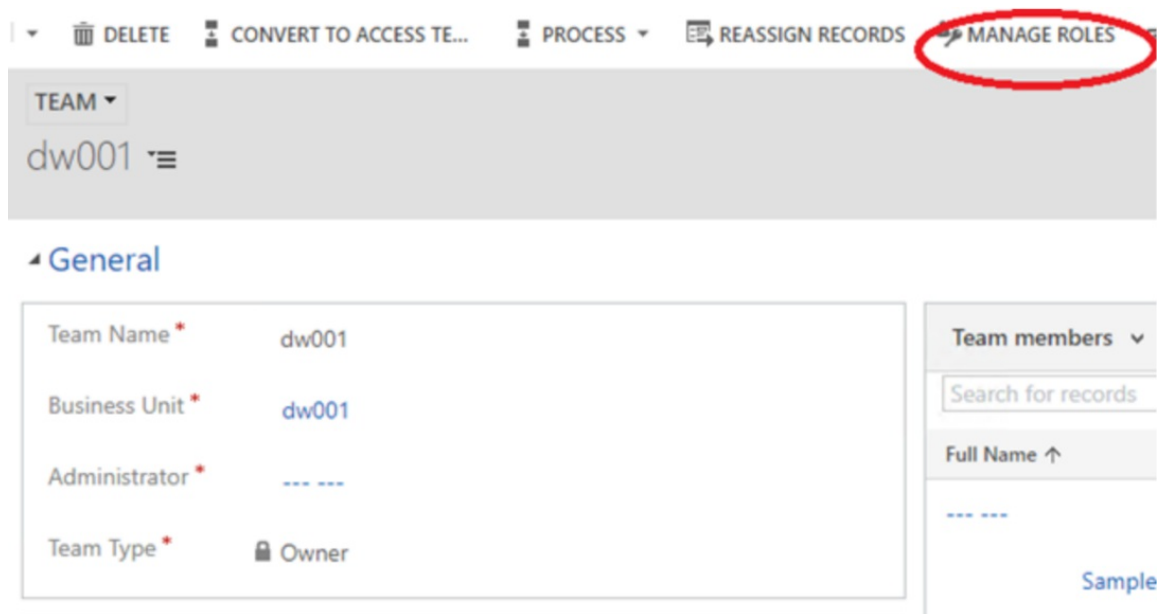 DELETE CONVERT TO ACCESS TE... PROCESS REASSIGN RECORDS MANAGE ROLES
TEAM
dw001
General
Team Name * dw001
Business Unit * dw001
Administrator * --- ---
Team Type * Owner
Team members
Search for records
Full Name
--- ---
Sample